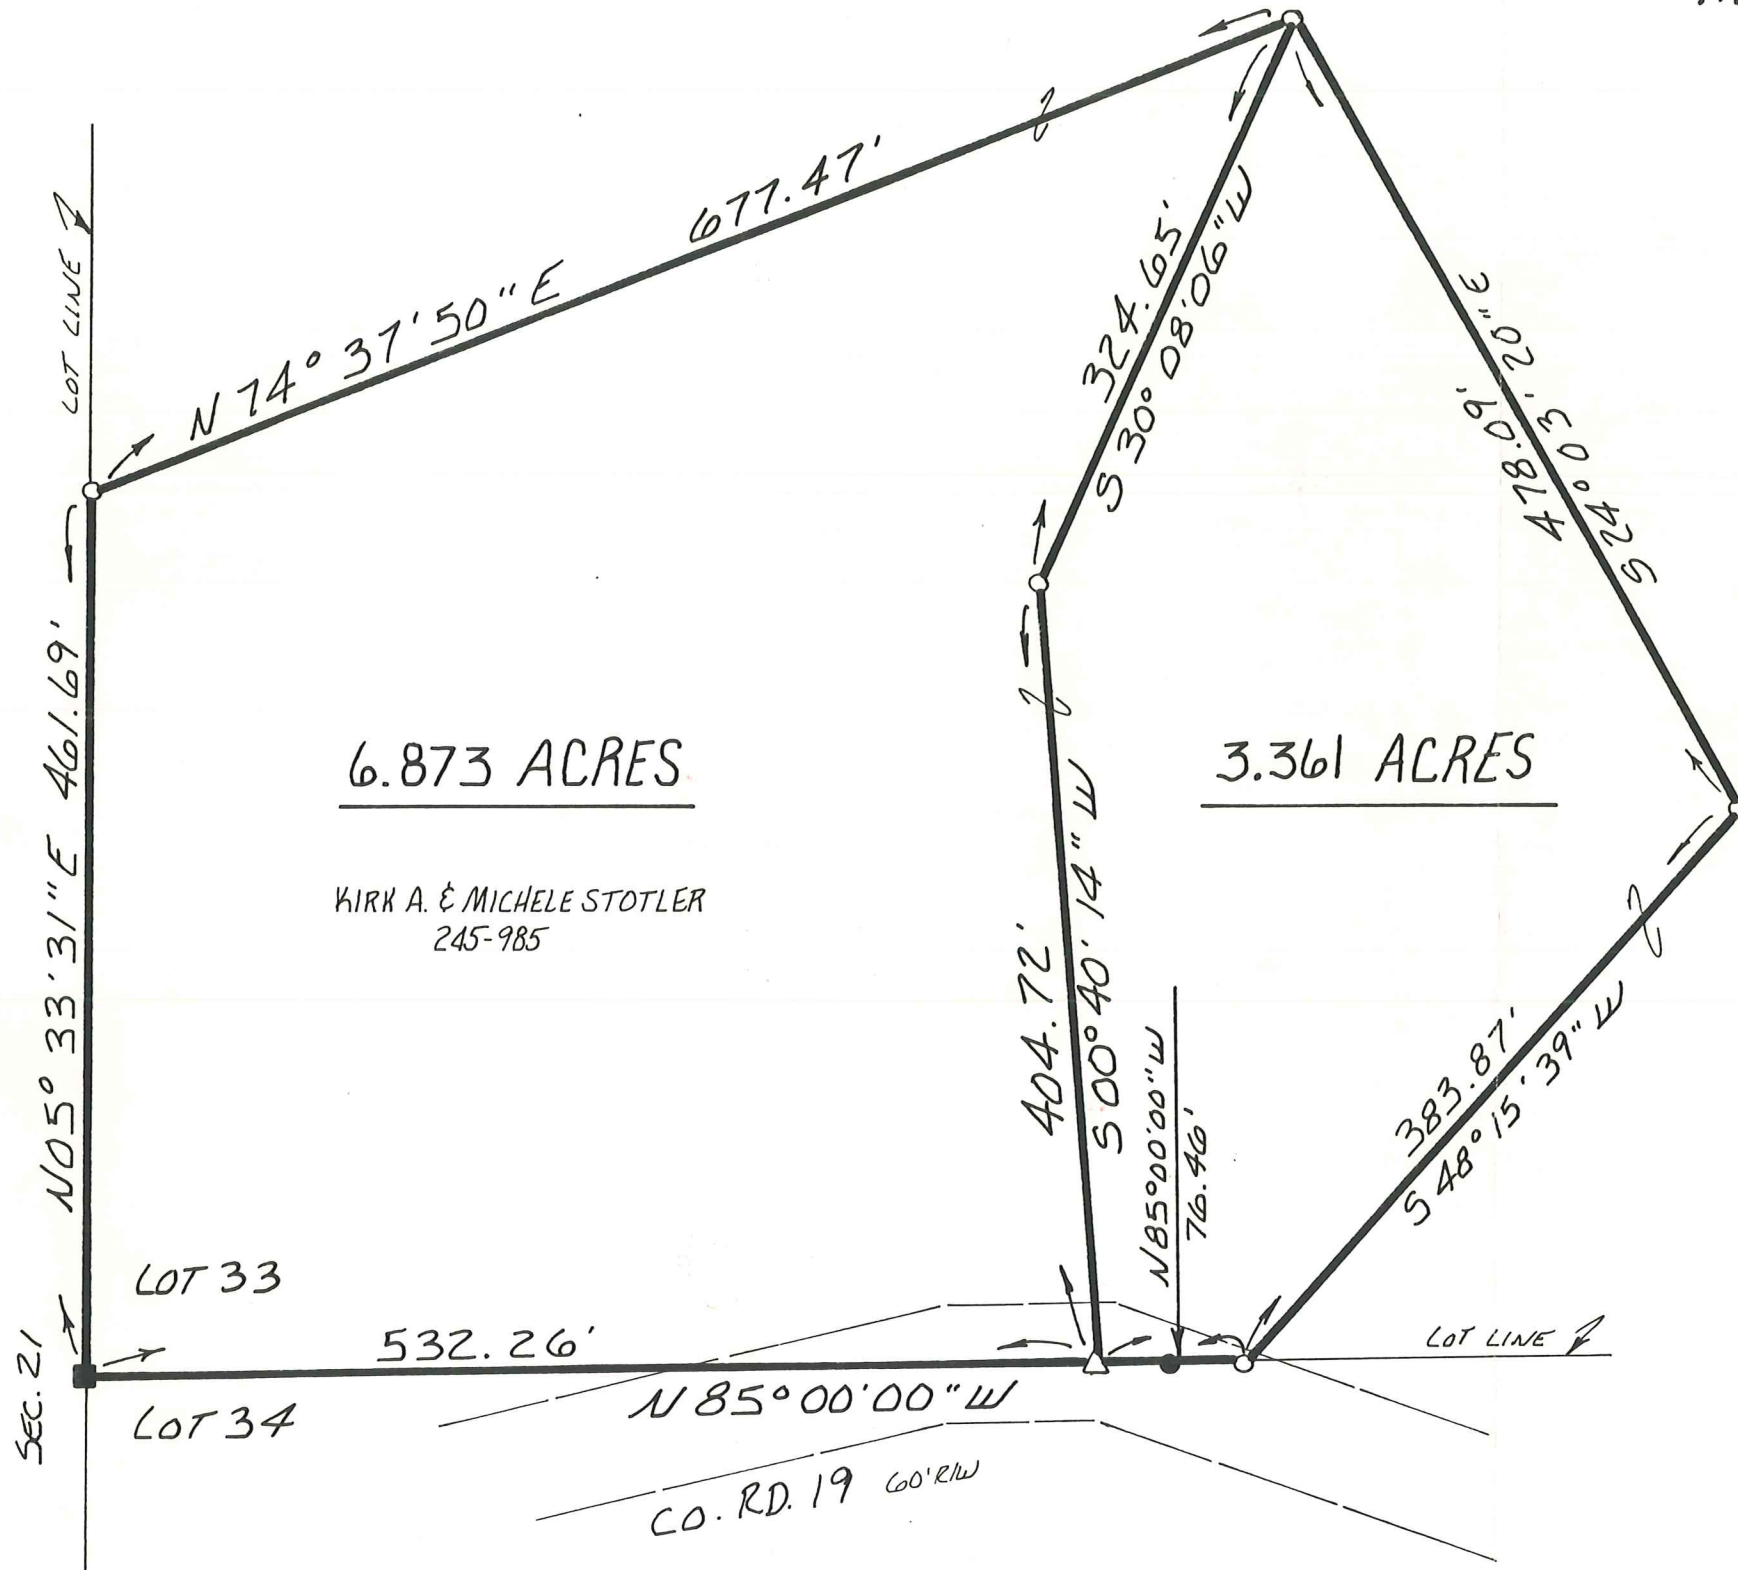 677.47'
N 74° 37' 50" E
LOT LINE
324.65'
S 30° 08' 06" W
S 24° 03' 20" E
478.09'
N 05° 33' 31" E 461.69'
6.873 ACRES
3.361 ACRES
KIRK A. & MICHELE STOTLER
245-985
404.72'
S 00° 40' 14" W
N 85° 00' 00" W
76.46'
383.87'
S 48° 15' 39" W
LOT 33
SEC. 21
532.26'
LOT LINE
N 85° 00' 00" W
LOT 34
CO. RD. 19 60' R/W